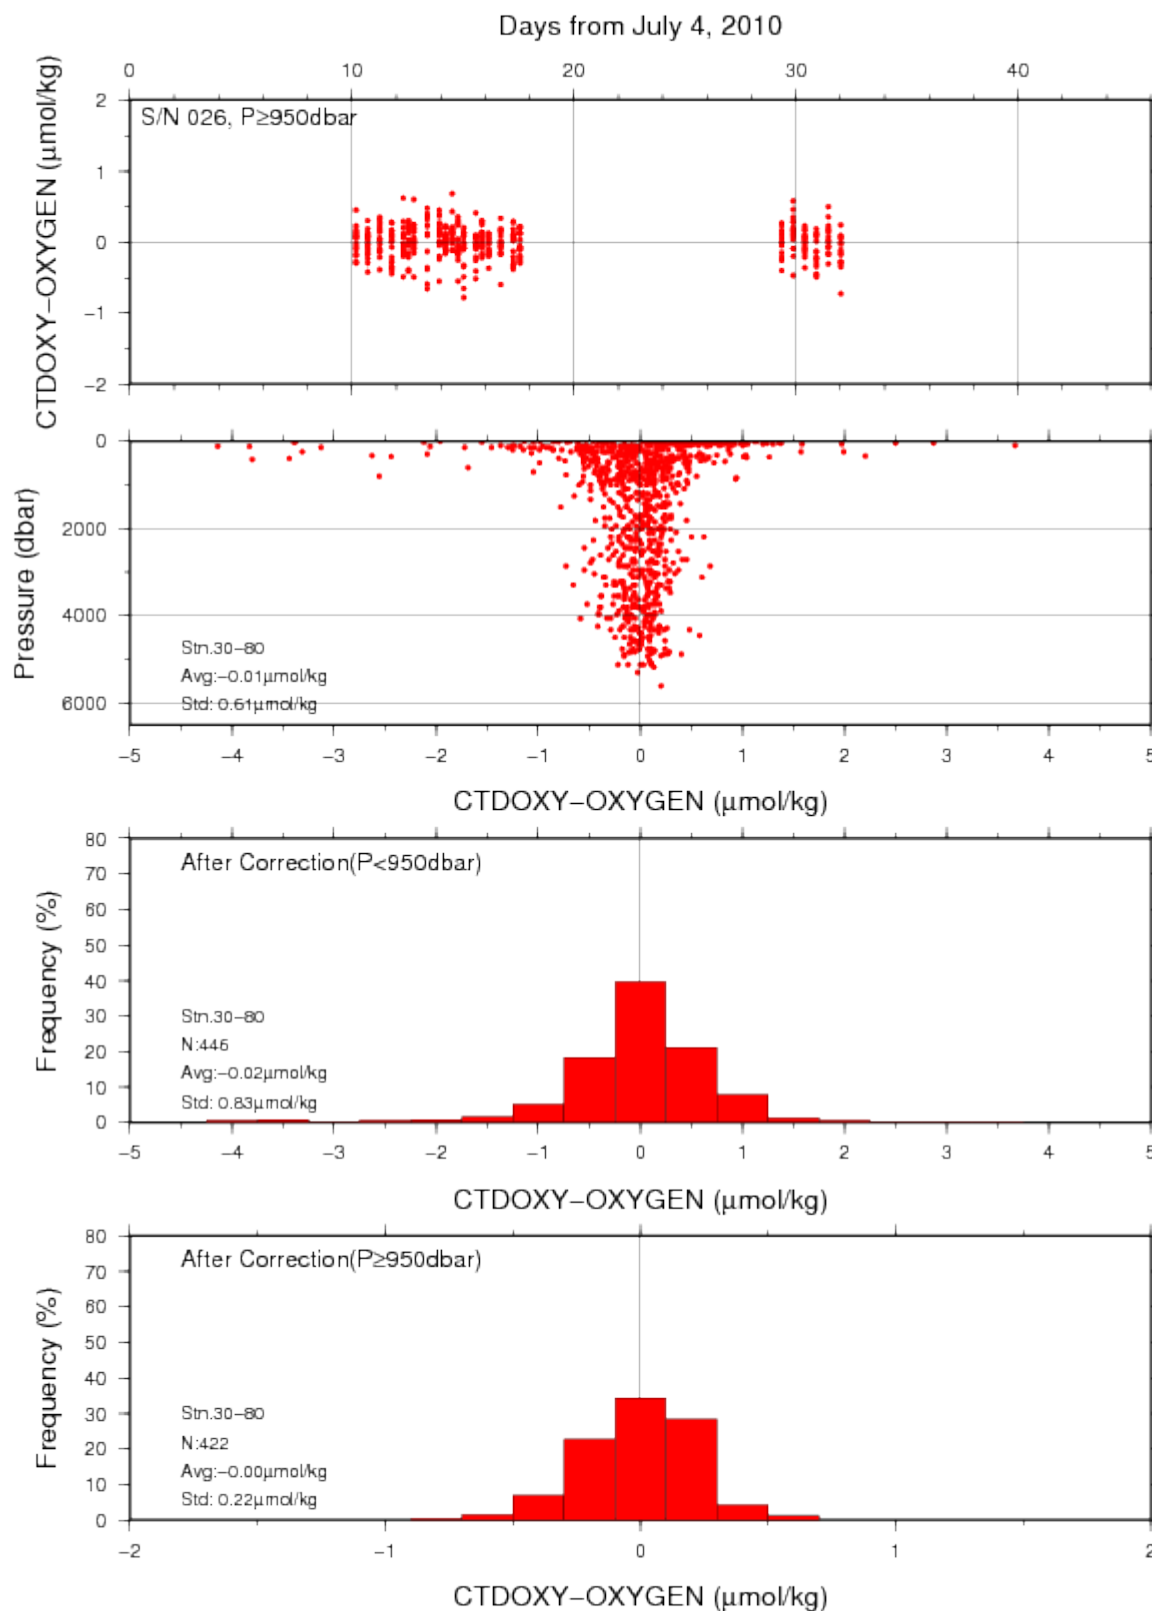 Days from July 4, 2010
0 10 20 30 40
CTDOXY−OXYGEN (μmol/kg)
2
1
0
−1
−2
S/N 026, P≥950dbar
Pressure (dbar)
0
2000
4000
6000
Stn.30−80
Avg:−0.01μmol/kg
Std: 0.61μmol/kg
−5 −4 −3 −2 −1 0 1 2 3 4 5
CTDOXY−OXYGEN (μmol/kg)
Frequency (%)
80
70
60
50
40
30
20
10
0
After Correction(P<950dbar)
Stn.30−80
N:446
Avg:−0.02μmol/kg
Std: 0.83μmol/kg
−5 −4 −3 −2 −1 0 1 2 3 4 5
CTDOXY−OXYGEN (μmol/kg)
Frequency (%)
80
70
60
50
40
30
20
10
0
After Correction(P≥950dbar)
Stn.30−80
N:422
Avg:−0.00μmol/kg
Std: 0.22μmol/kg
−2 −1 0 1 2
CTDOXY−OXYGEN (μmol/kg)